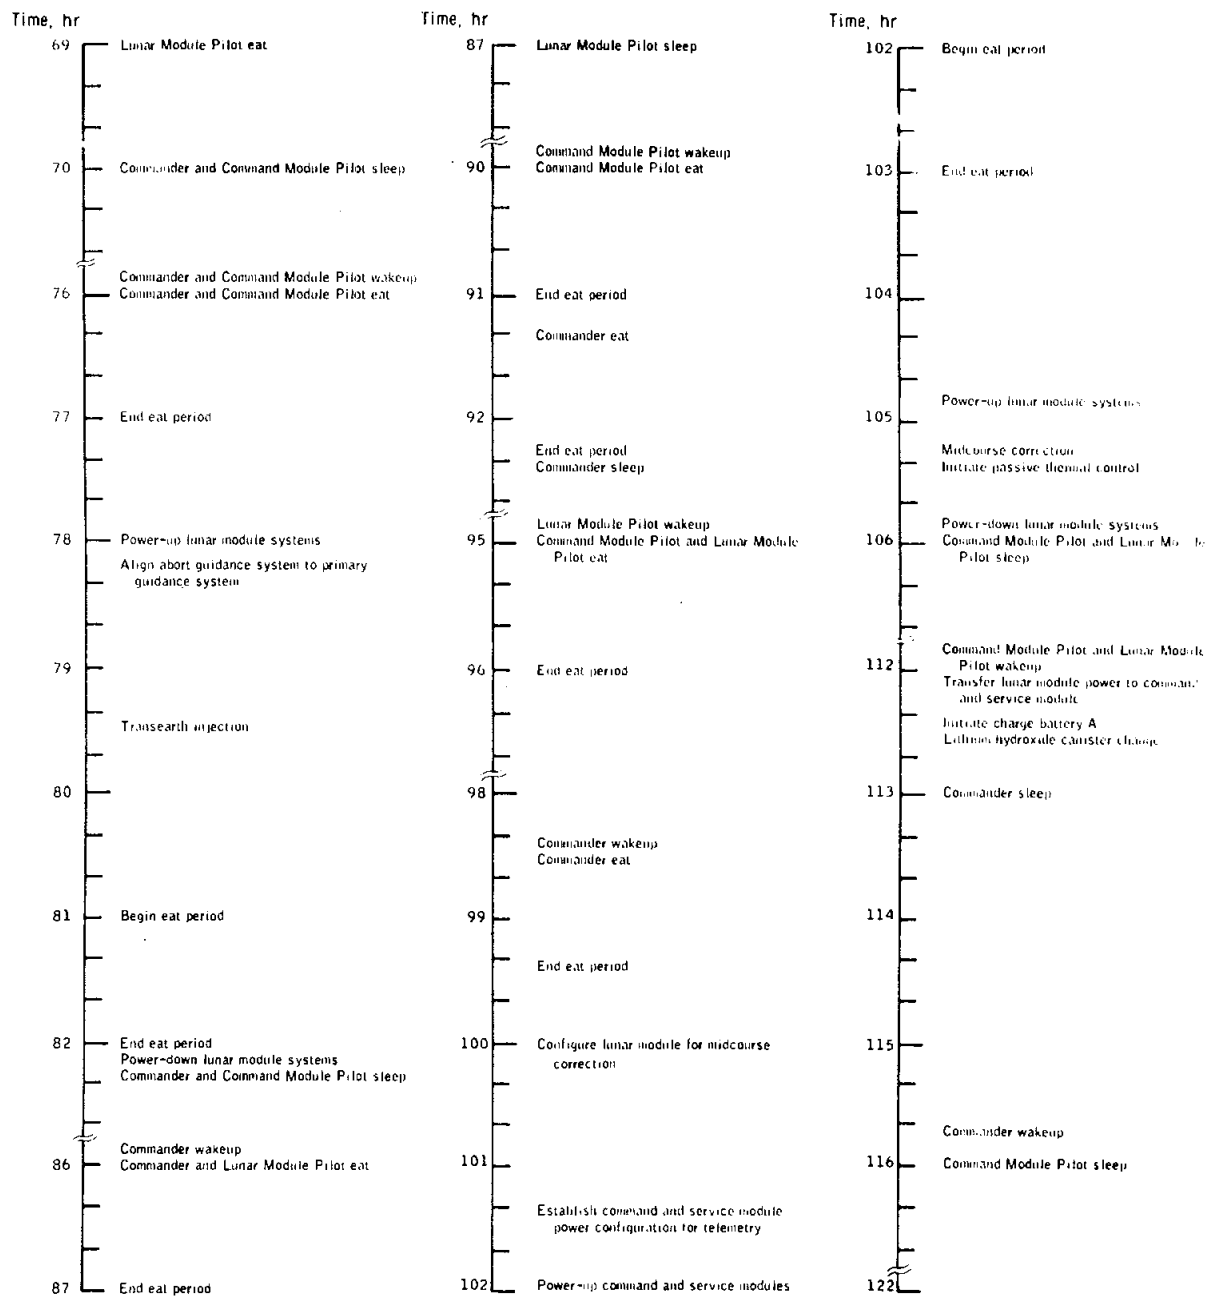 Time, hr
69 Lunar Module Pilot eat
70 Commander and Command Module Pilot sleep
Commander and Command Module Pilot wakeup
76 Commander and Command Module Pilot eat
77 End eat period
78 Power-up lunar module systems
Align abort guidance system to primary
guidance system
79
Transearth injection
80
81 Begin eat period
82 End eat period
Power-down lunar module systems
Commander and Command Module Pilot sleep
Commander wakeup
86 Commander and Lunar Module Pilot eat
87 End eat period
Time, hr
87 Lunar Module Pilot sleep
Command Module Pilot wakeup
90 Command Module Pilot eat
91 End eat period
Commander eat
92
End eat period
Commander sleep
Lunar Module Pilot wakeup
95 Command Module Pilot and Lunar Module
Pilot eat
96 End eat period
98
Commander wakeup
Commander eat
99
End eat period
100 Configure lunar module for midcourse
correction
101
Establish command and service module
power configuration for telemetry
102 Power-up command and service modules
Time, hr
102 Begin eat period
103 End eat period
104
Power-up lunar module systems
105
Midcourse correction
Initiate passive thermal control
Power-down lunar module systems
106 Command Module Pilot and Lunar
Pilot sleep
Command Module Pilot and Lunar Module
112 Pilot wakeup
Transfer lunar module power to command
and service module
Initiate charge battery A
Lithium hydroxide canister change
113 Commander sleep
114
115
Commander wakeup
116 Command Module Pilot sleep
122